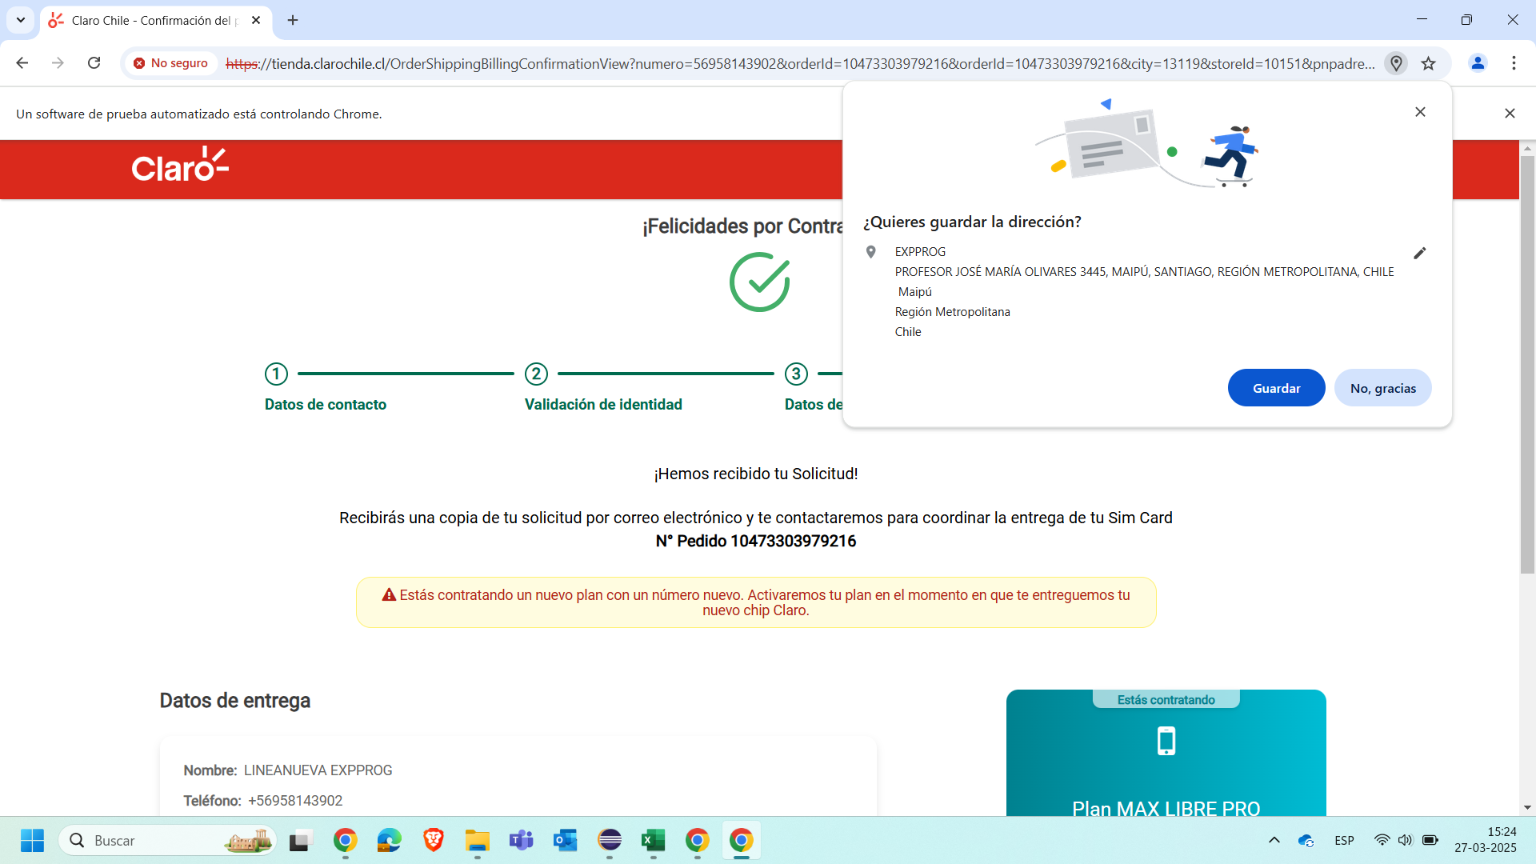 Claro Chile - Confirmación del p
No seguro
https://tienda.clarochile.cl/OrderShippingBillingConfirmationView?numero=56958143902&orderId=10473303979216&orderId=10473303979216&city=13119&storeId=10151&pnpadre...
Un software de prueba automatizado está controlando Chrome.
Claro
¡Felicidades por Contra
¿Quieres guardar la dirección?
EXPPROG
PROFESOR JOSÉ MARÍA OLIVARES 3445, MAIPÚ, SANTIAGO, REGIÓN METROPOLITANA, CHILE
Maipú
Región Metropolitana
Chile
Guardar
No, gracias
1
2
3
Datos de contacto
Validación de identidad
Datos de
¡Hemos recibido tu Solicitud!
Recibirás una copia de tu solicitud por correo electrónico y te contactaremos para coordinar la entrega de tu Sim Card
N° Pedido 10473303979216
Estás contratando un nuevo plan con un número nuevo. Activaremos tu plan en el momento en que te entreguemos tu
nuevo chip Claro.
Datos de entrega
Nombre: LINEANUEVA EXPPROG
Teléfono: +56958143902
Estás contratando
Plan MAX LIBRE PRO
Buscar
ESP
15:24
27-03-2025